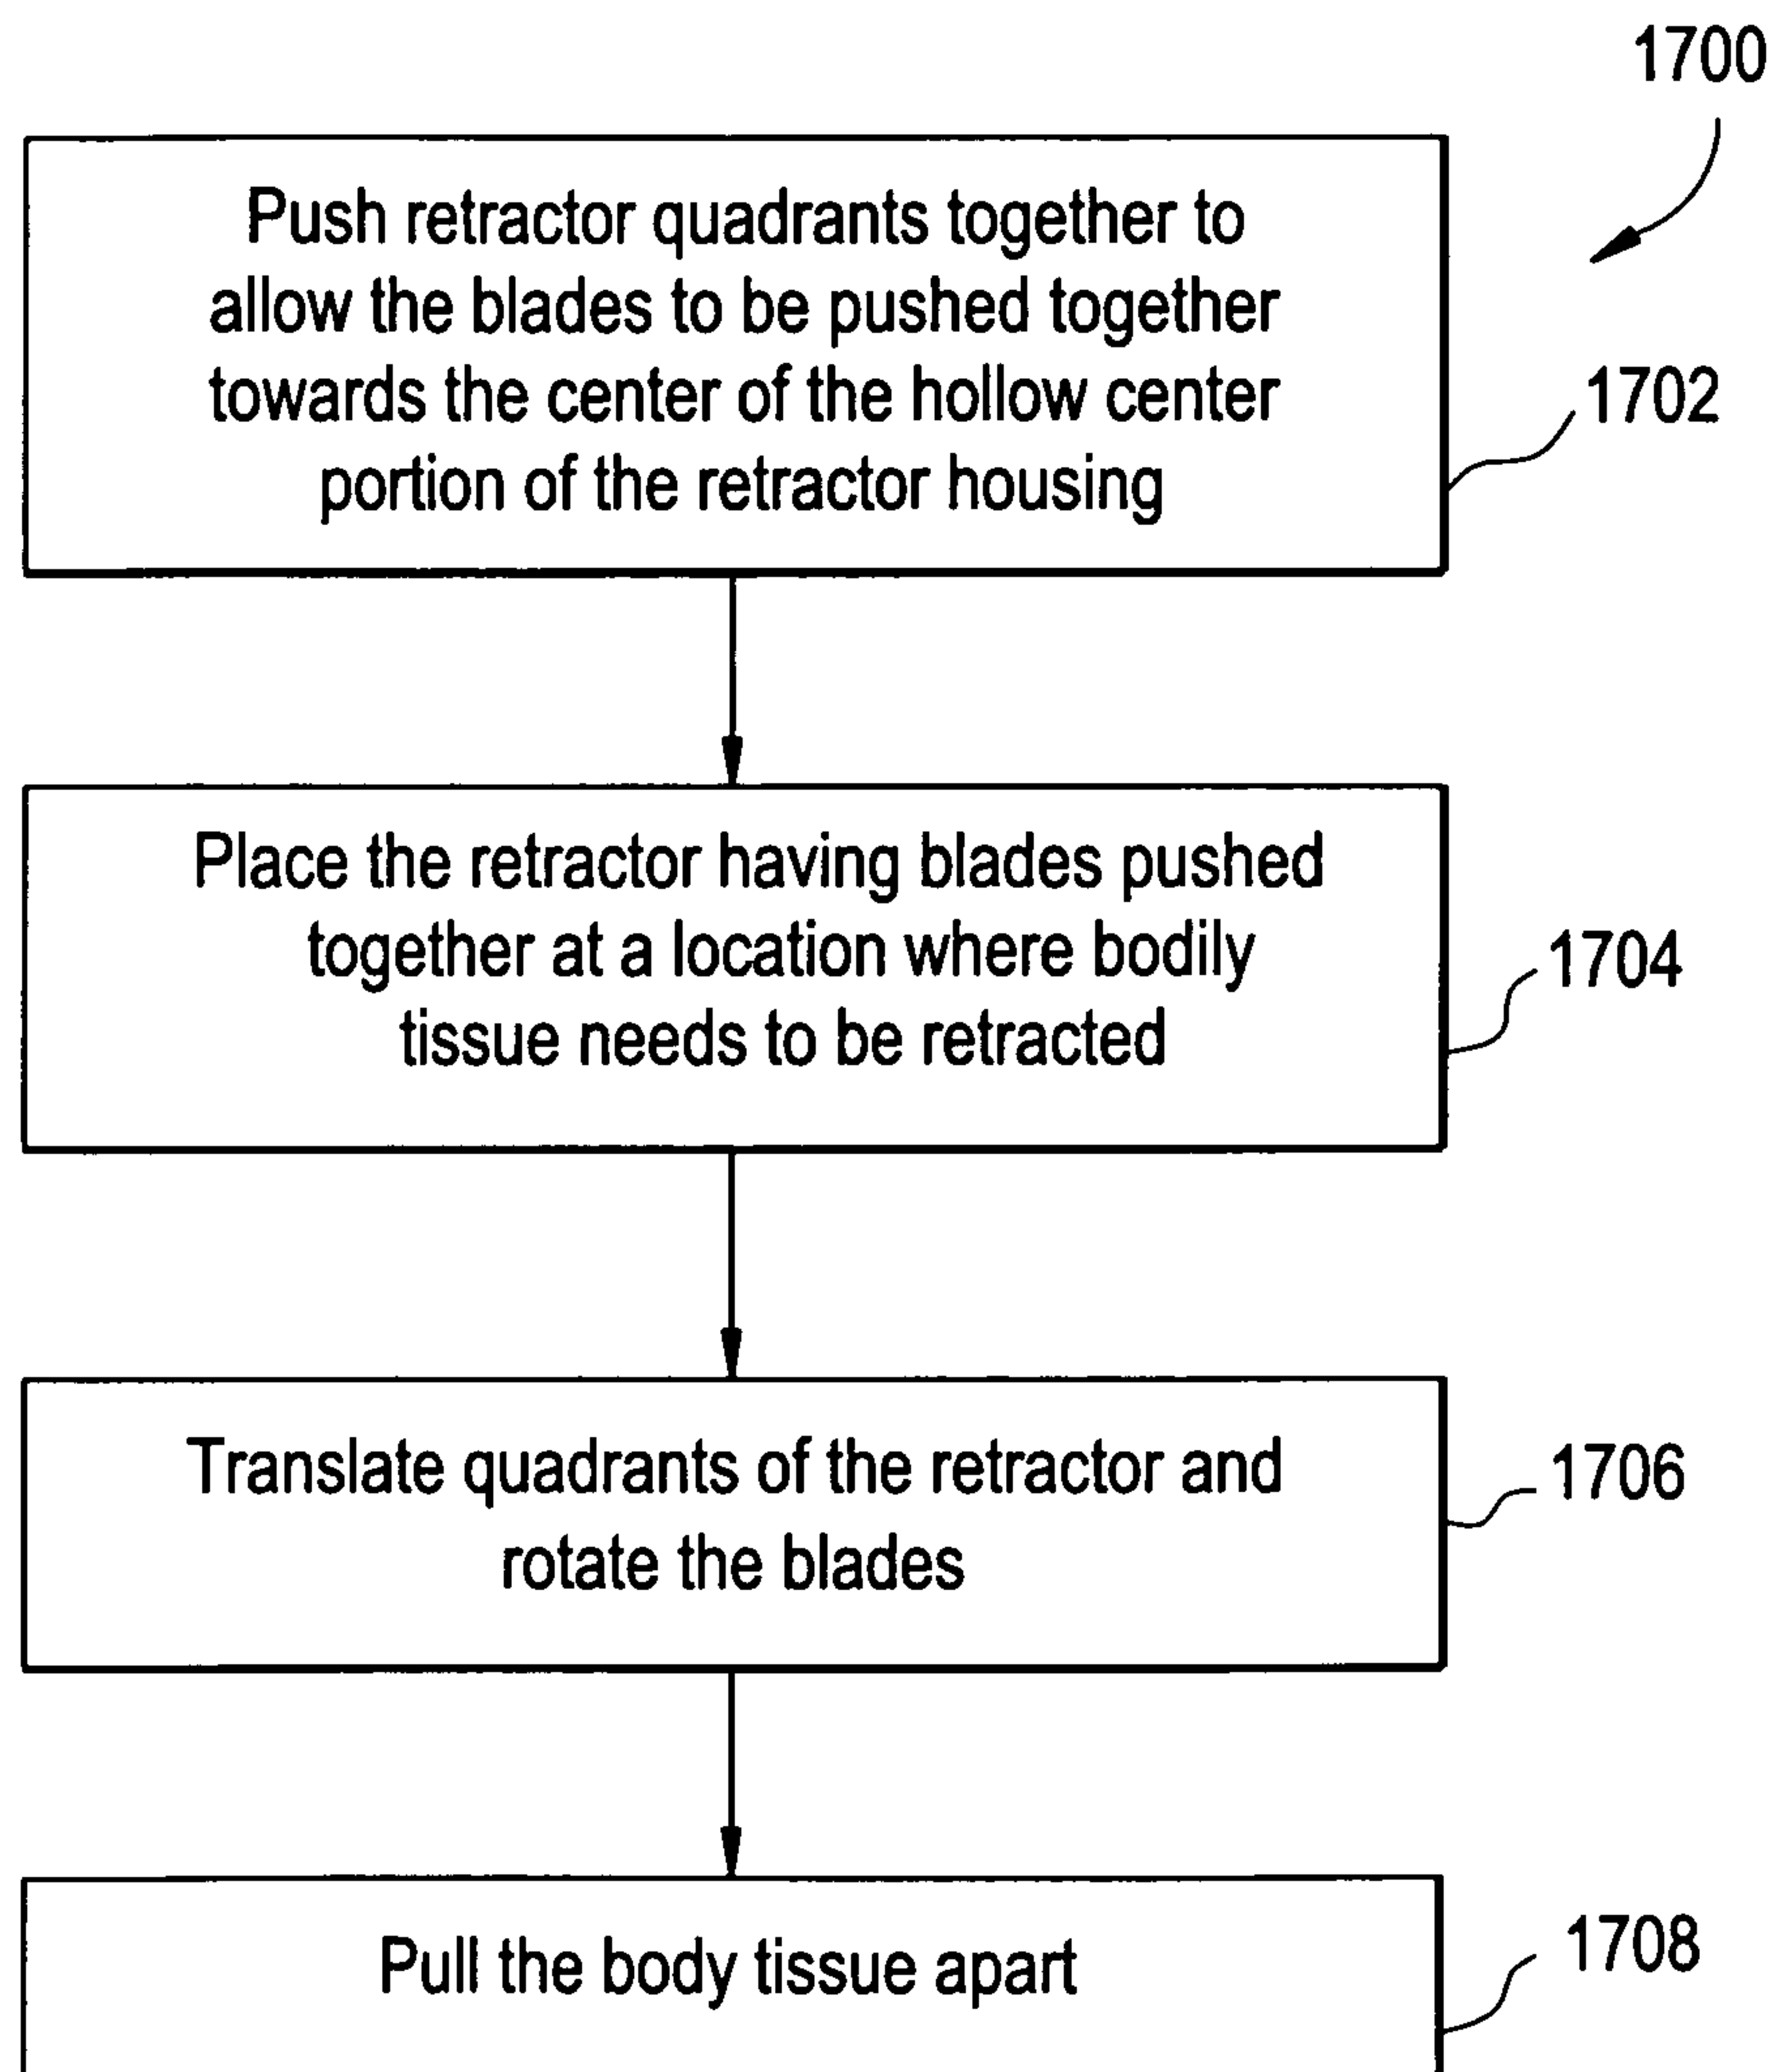 1700
Push retractor quadrants together to
allow the blades to be pushed together
towards the center of the hollow center
portion of the retractor housing
1702
Place the retractor having blades pushed
together at a location where bodily
tissue needs to be retracted
1704
Translate quadrants of the retractor and
rotate the blades
1706
Pull the body tissue apart
1708